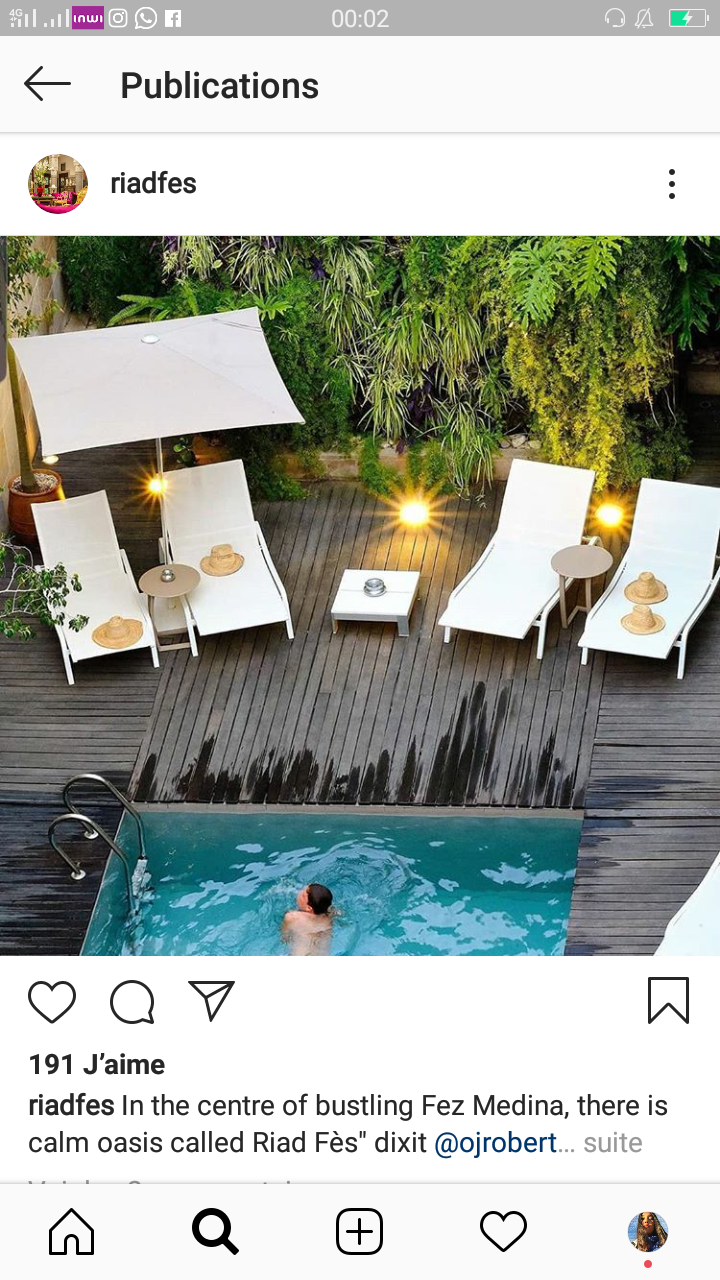 4G inwi 00:02
Publications
riadfes
191 J’aime
riadfes In the centre of bustling Fez Medina, there is
calm oasis called Riad Fès" dixit @ojrobert… suite